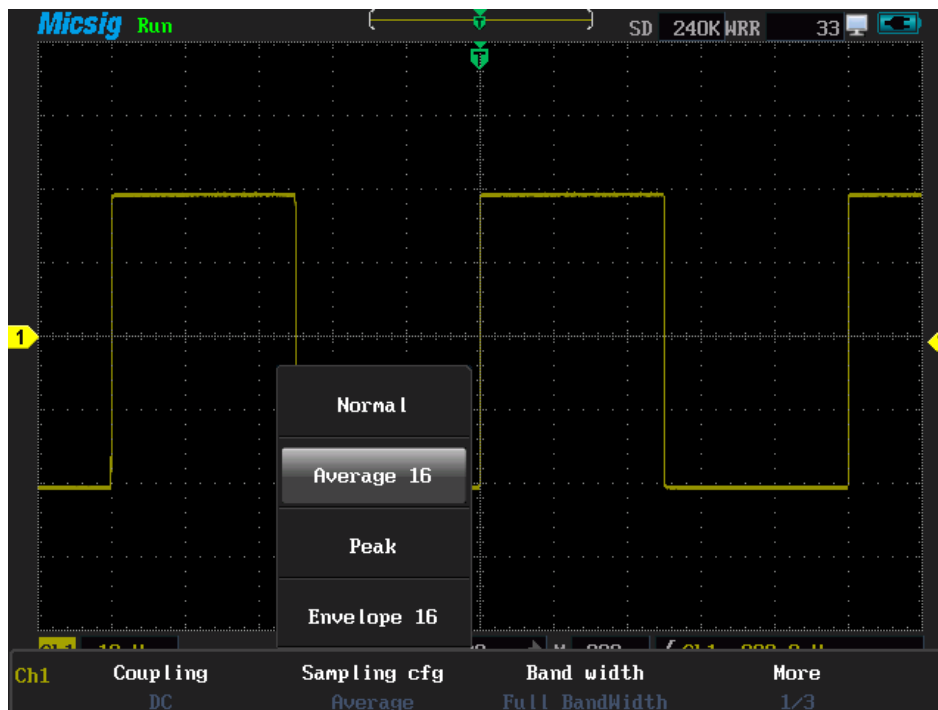 Micsig Run SD 240K WRR 33
T
T
1
Normal
Average 16
Peak
Envelope 16
Ch1 Coupling Sampling cfg Band width More
DC Average Full BandWidth 1/3